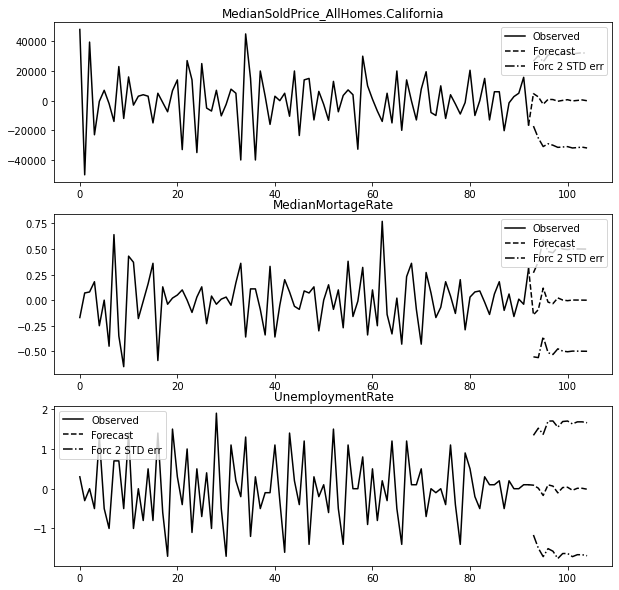 MedianSoldPrice_AllHomes.California
Observed
Forecast
Forc 2 STD err
40000
20000
0
−20000
−40000
0 20 40 60 80 100
MedianMortageRate
Observed
Forecast
Forc 2 STD err
0.75
0.50
0.25
0.00
−0.25
−0.50
0 20 40 60 80 100
UnemploymentRate
Observed
Forecast
Forc 2 STD err
2
1
0
−1
0 20 40 60 80 100